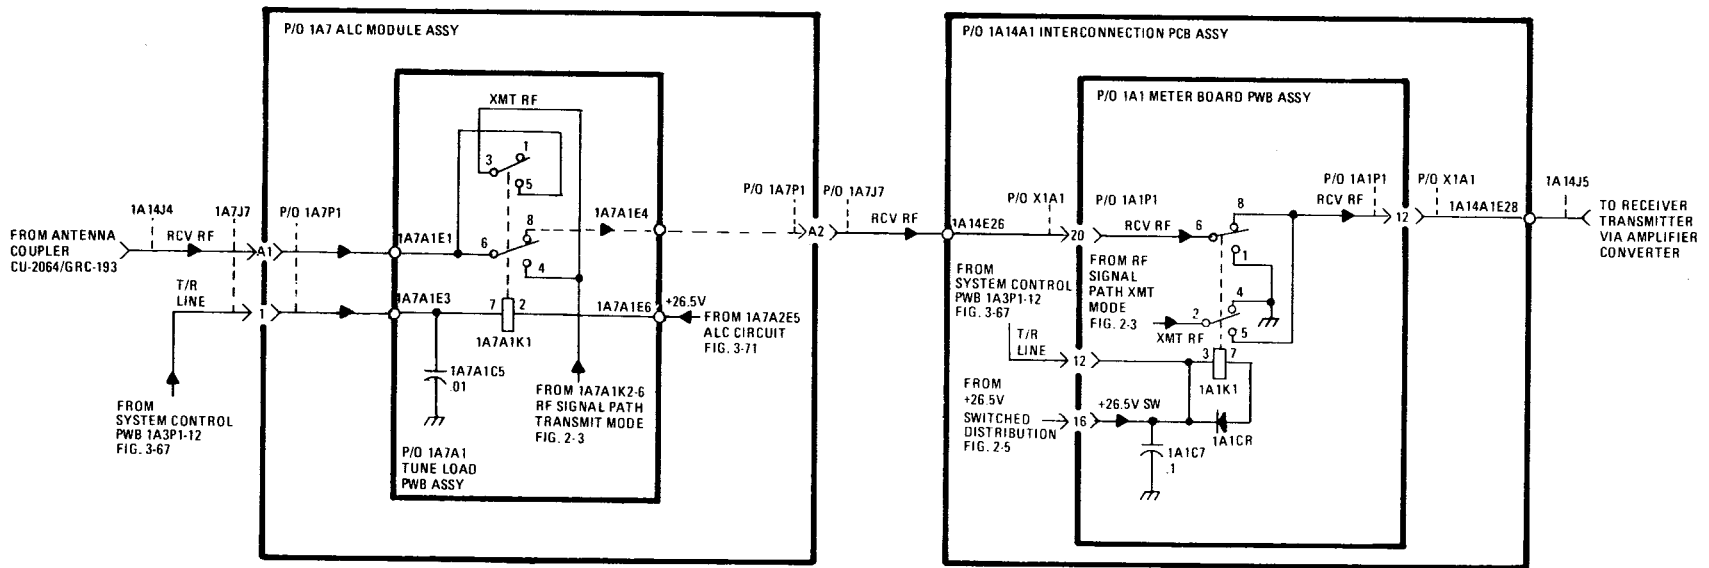 P/O 1A7 ALC MODULE ASSY
XMT RF
1
3
5
8
6
4
1A14J4
1A7J7
P/O 1A7P1
FROM ANTENNA
COUPLER
CU-2064/GRC-193
RCV RF
A1
1A7A1E1
1A7A1E4
T/R
LINE
1
1A7A1E3
7
2
1A7A1K1
1A7A1E6
+26.5V
FROM 1A7A2E5
ALC CIRCUIT
FIG. 3-71
1A7A1C5
.01
FROM
SYSTEM CONTROL
PWB 1A3P1-12
FIG. 3-67
FROM 1A7A1K2-6
RF SIGNAL PATH
TRANSMIT MODE
FIG. 2-3
P/O 1A7A1
TUNE LOAD
PWB ASSY
P/O 1A7P1
P/O 1A7J7
A2
RCV RF
P/O 1A14A1 INTERCONNECTION PCB ASSY
P/O 1A1 METER BOARD PWB ASSY
1A14E26
P/O X1A1
P/O 1A1P1
20
RCV RF
6
8
1
FROM RF
SIGNAL
PATH XMT
MODE
FIG. 2-3
XMT RF
2
4
5
FROM
SYSTEM CONTROL
PWB 1A3P1-12
FIG. 3-67
T/R
LINE
12
3
7
1A1K1
FROM
+26.5V
SWITCHED
DISTRIBUTION
FIG. 2-5
16
+26.5V SW
1A1CR
1A1C7
.1
P/O 1A1P1
RCV RF
12
P/O X1A1
1A14A1E28
1A14J5
TO RECEIVER
TRANSMITTER
VIA AMPLIFIER
CONVERTER